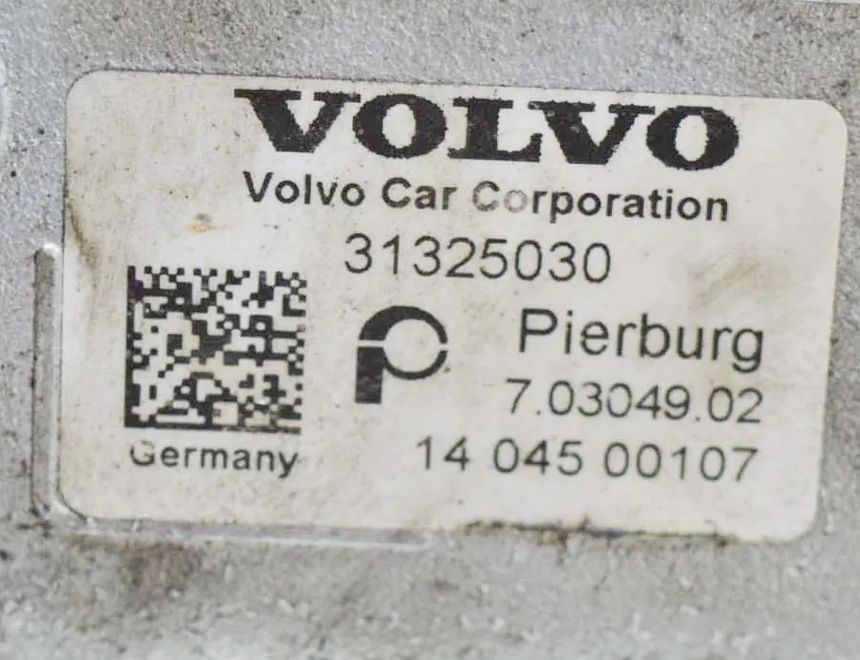 VOLVO
Volvo Car Corporation
31325030
Pierburg
7.03049.02
Germany
14 045 00107